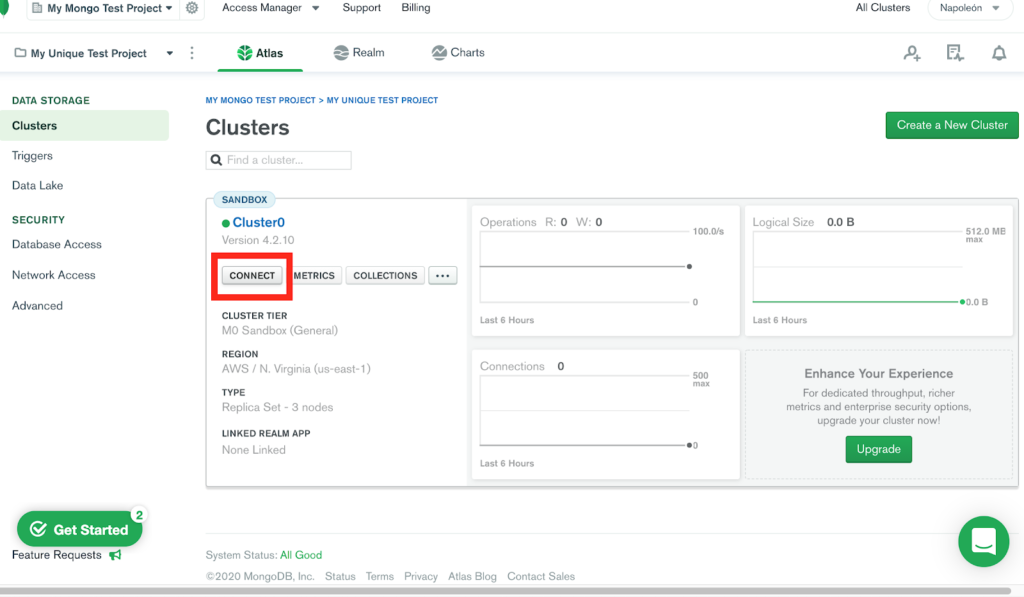 My Mongo Test Project
Access Manager
Support
Billing
All Clusters
Napoleón
My Unique Test Project
Atlas
Realm
Charts
DATA STORAGE
Clusters
Triggers
Data Lake
SECURITY
Database Access
Network Access
Advanced
MY MONGO TEST PROJECT > MY UNIQUE TEST PROJECT
Clusters
Create a New Cluster
Find a cluster...
SANDBOX
Cluster0
Version 4.2.10
CONNECT
METRICS
COLLECTIONS
...
CLUSTER TIER
M0 Sandbox (General)
REGION
AWS / N. Virginia (us-east-1)
TYPE
Replica Set - 3 nodes
LINKED REALM APP
None Linked
Operations R: 0 W: 0
100.0/s
0
Last 6 Hours
Logical Size 0.0 B
512.0 MB
max
0.0 B
Last 6 Hours
Connections 0
500
max
0
Last 6 Hours
Enhance Your Experience
For dedicated throughput, richer
metrics and enterprise security options,
upgrade your cluster now!
Upgrade
Get Started
2
Feature Requests
System Status: All Good
©2020 MongoDB, Inc. Status Terms Privacy Atlas Blog Contact Sales